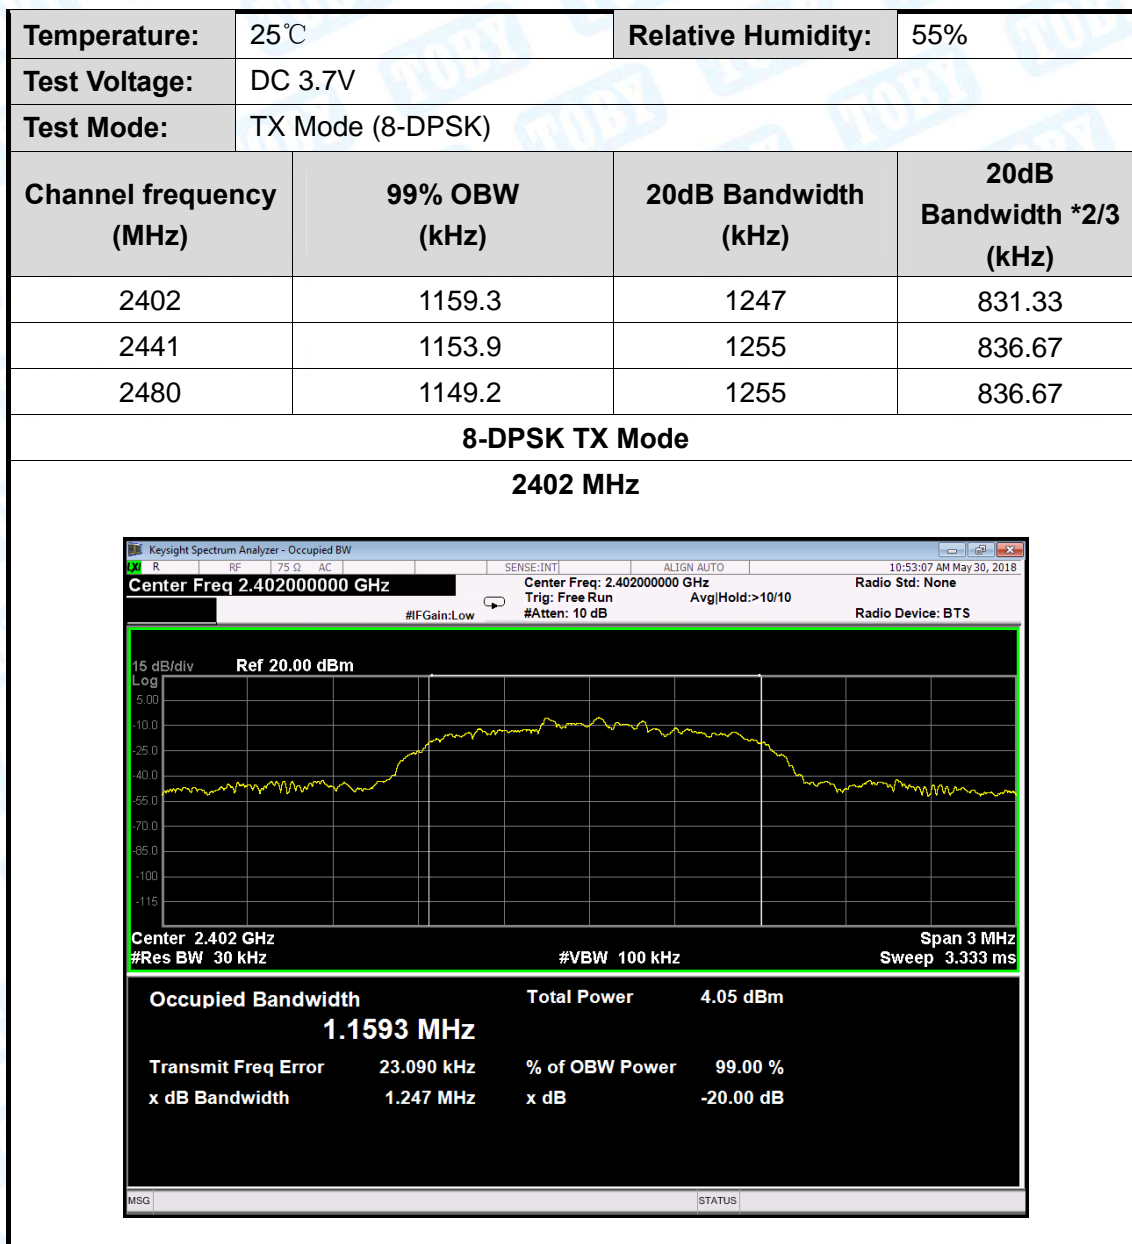 Temperature: 25℃ Relative Humidity: 55%
Test Voltage: DC 3.7V
Test Mode: TX Mode (8-DPSK)
Channel frequency (MHz) 99% OBW (kHz) 20dB Bandwidth (kHz) 20dB Bandwidth *2/3 (kHz)
2402 1159.3 1247 831.33
2441 1153.9 1255 836.67
2480 1149.2 1255 836.67
8-DPSK TX Mode
2402 MHz
Keysight Spectrum Analyzer - Occupied BW
LXI R RF 75 Ω AC SENSE:INT ALIGN AUTO 10:53:07 AM May 30, 2018
Center Freq 2.402000000 GHz Center Freq: 2.402000000 GHz Radio Std: None
Trig: Free Run Avg|Hold:>10/10
#IFGain:Low #Atten: 10 dB Radio Device: BTS
15 dB/div Ref 20.00 dBm
Log
5.00
-10.0
-25.0
-40.0
-55.0
-70.0
-85.0
-100
-115
Center 2.402 GHz Span 3 MHz
#Res BW 30 kHz #VBW 100 kHz Sweep 3.333 ms
Occupied Bandwidth Total Power 4.05 dBm
1.1593 MHz
Transmit Freq Error 23.090 kHz % of OBW Power 99.00 %
x dB Bandwidth 1.247 MHz x dB -20.00 dB
MSG STATUS
TOBY
TOBY
TOBY
TOBY
TOBY
TOBY
TOBY
TOBY